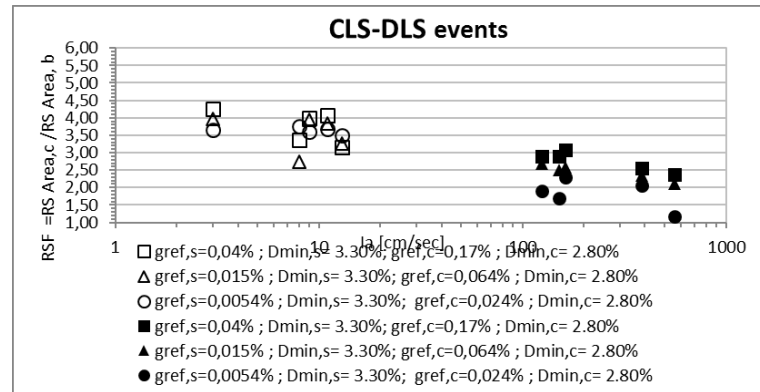 CLS-DLS events
RSF =RS Area,c /RS Area, b
6,00
5,50
5,00
4,50
4,00
3,50
3,00
2,50
2,00
1,50
1,00
1 10 100 1000
Ia [cm/sec]
gref,s=0,04% ; Dmin,s= 3.30%; gref,c=0,17% ; Dmin,c= 2.80%
gref,s=0,015% ; Dmin,s= 3.30%; gref,c=0,064% ; Dmin,c= 2.80%
gref,s=0,0054% ; Dmin,s= 3.30%; gref,c=0,024% ; Dmin,c= 2.80%
gref,s=0,04% ; Dmin,s= 3.30%; gref,c=0,17% ; Dmin,c= 2.80%
gref,s=0,015% ; Dmin,s= 3.30%; gref,c=0,064% ; Dmin,c= 2.80%
gref,s=0,0054% ; Dmin,s= 3.30%; gref,c=0,024% ; Dmin,c= 2.80%